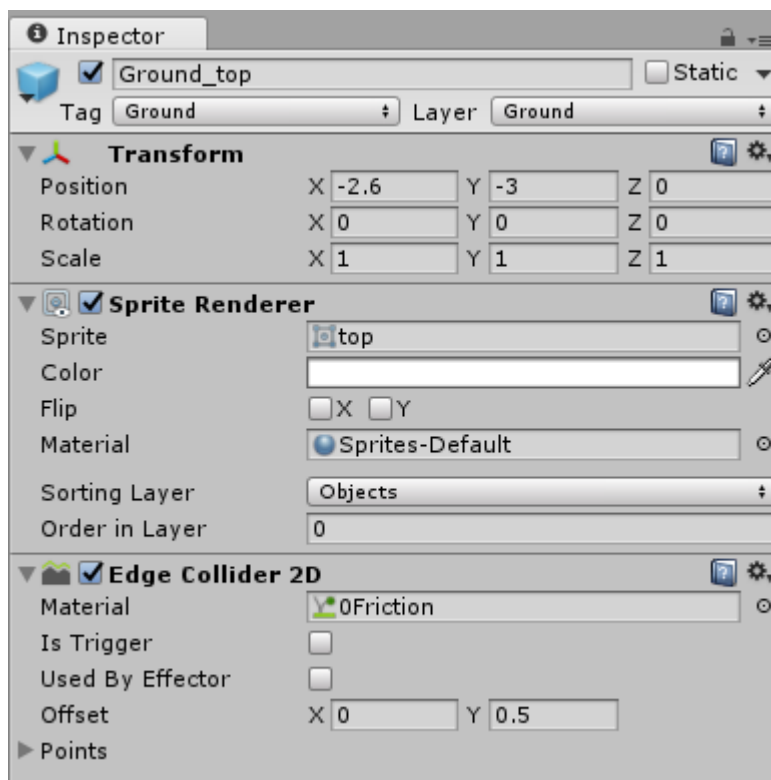 Inspector
Ground_top Static
Tag Ground Layer Ground
Transform
Position X -2.6 Y -3 Z 0
Rotation X 0 Y 0 Z 0
Scale X 1 Y 1 Z 1
Sprite Renderer
Sprite top
Color
Flip X Y
Material Sprites-Default
Sorting Layer Objects
Order in Layer 0
Edge Collider 2D
Material 0Friction
Is Trigger
Used By Effector
Offset X 0 Y 0.5
Points